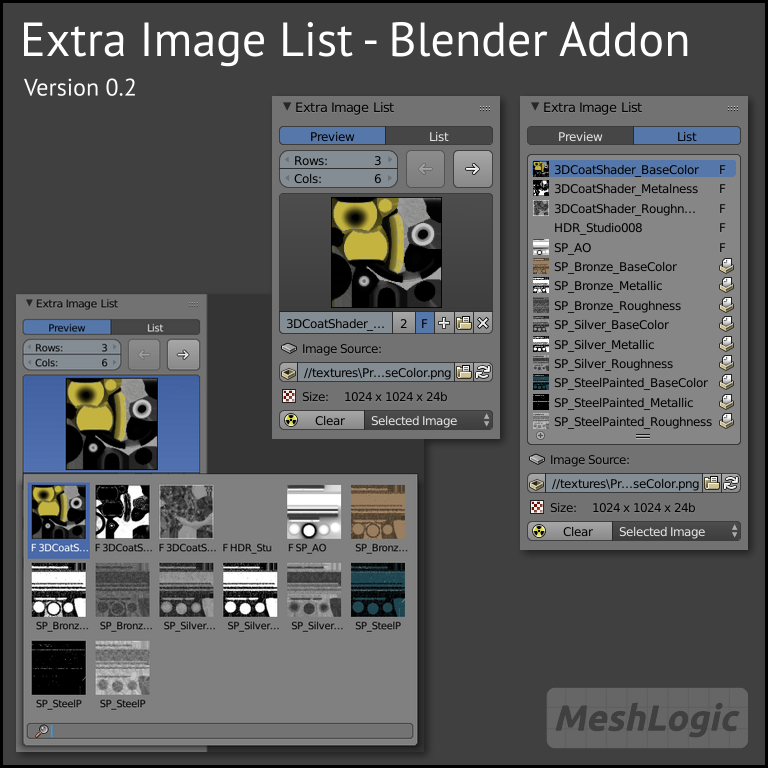 Extra Image List - Blender Addon
Version 0.2
Extra Image List
Preview
List
Rows: 3
Cols: 6
3DCoatShader_...
2
F
Image Source:
//textures\Pr...seColor.png
Size: 1024 x 1024 x 24b
Clear
Selected Image
Extra Image List
Preview
List
3DCoatShader_BaseColor F
3DCoatShader_Metalness F
3DCoatShader_Roughn... F
HDR_Studio008 F
SP_AO F
SP_Bronze_BaseColor
SP_Bronze_Metallic
SP_Bronze_Roughness
SP_Silver_BaseColor
SP_Silver_Metallic
SP_Silver_Roughness
SP_SteelPainted_BaseColor
SP_SteelPainted_Metallic
SP_SteelPainted_Roughness
Image Source:
//textures\Pr...seColor.png
Size: 1024 x 1024 x 24b
Clear
Selected Image
Extra Image List
Preview
List
Rows: 3
Cols: 6
F 3DCoatS...
F 3DCoatS...
F 3DCoatS...
F HDR_Stu
F SP_AO
SP_Bronz...
SP_Bronz...
SP_Bronz...
SP_Silver...
SP_Silver...
SP_Silver...
SP_SteelP
SP_SteelP
SP_SteelP
MeshLogic